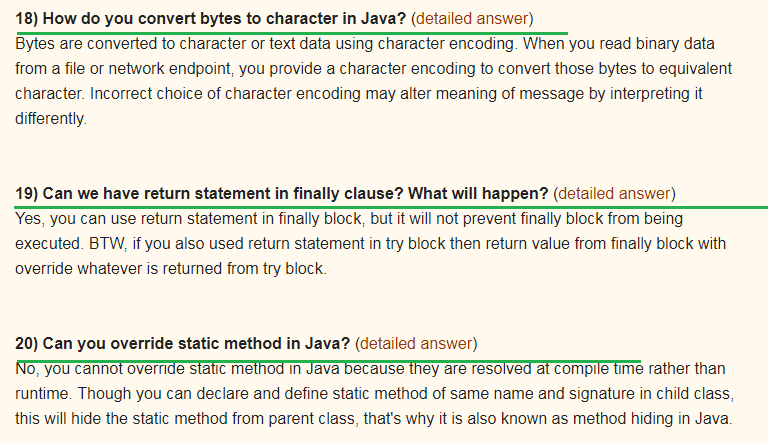 18) How do you convert bytes to character in Java? (detailed answer)
Bytes are converted to character or text data using character encoding. When you read binary data
from a file or network endpoint, you provide a character encoding to convert those bytes to equivalent
character. Incorrect choice of character encoding may alter meaning of message by interpreting it
differently.
19) Can we have return statement in finally clause? What will happen? (detailed answer)
Yes, you can use return statement in finally block, but it will not prevent finally block from being
executed. BTW, if you also used return statement in try block then return value from finally block with
override whatever is returned from try block.
20) Can you override static method in Java? (detailed answer)
No, you cannot override static method in Java because they are resolved at compile time rather than
runtime. Though you can declare and define static method of same name and signature in child class,
this will hide the static method from parent class, that's why it is also known as method hiding in Java.